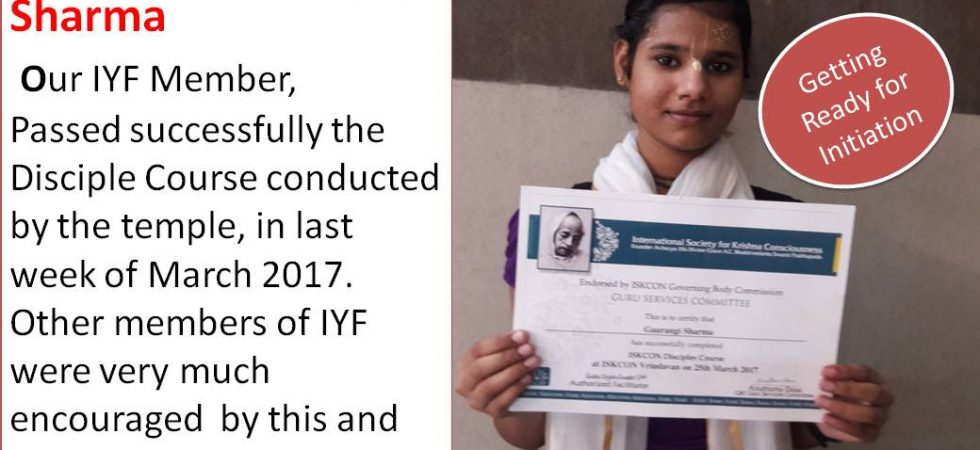 Sharma
Our IYF Member,
Passed successfully the
Disciple Course conducted
by the temple, in last
week of March 2017.
Other members of IYF
were very much
encouraged by this and
Getting
Ready for
Initiation
International Society for Krishna Consciousness
Founder-Acharya: His Divine Grace A.C. Bhaktivedanta Swami Prabhupada
Endorsed by ISKCON Governing Body Commission
GURU SERVICES COMMITTEE
This is to certify that
Gaurangi Sharma
has successfully completed
ISKCON Disciples Course
at ISKCON Vrindavan on 25th March 2017
Authorized Facilitator